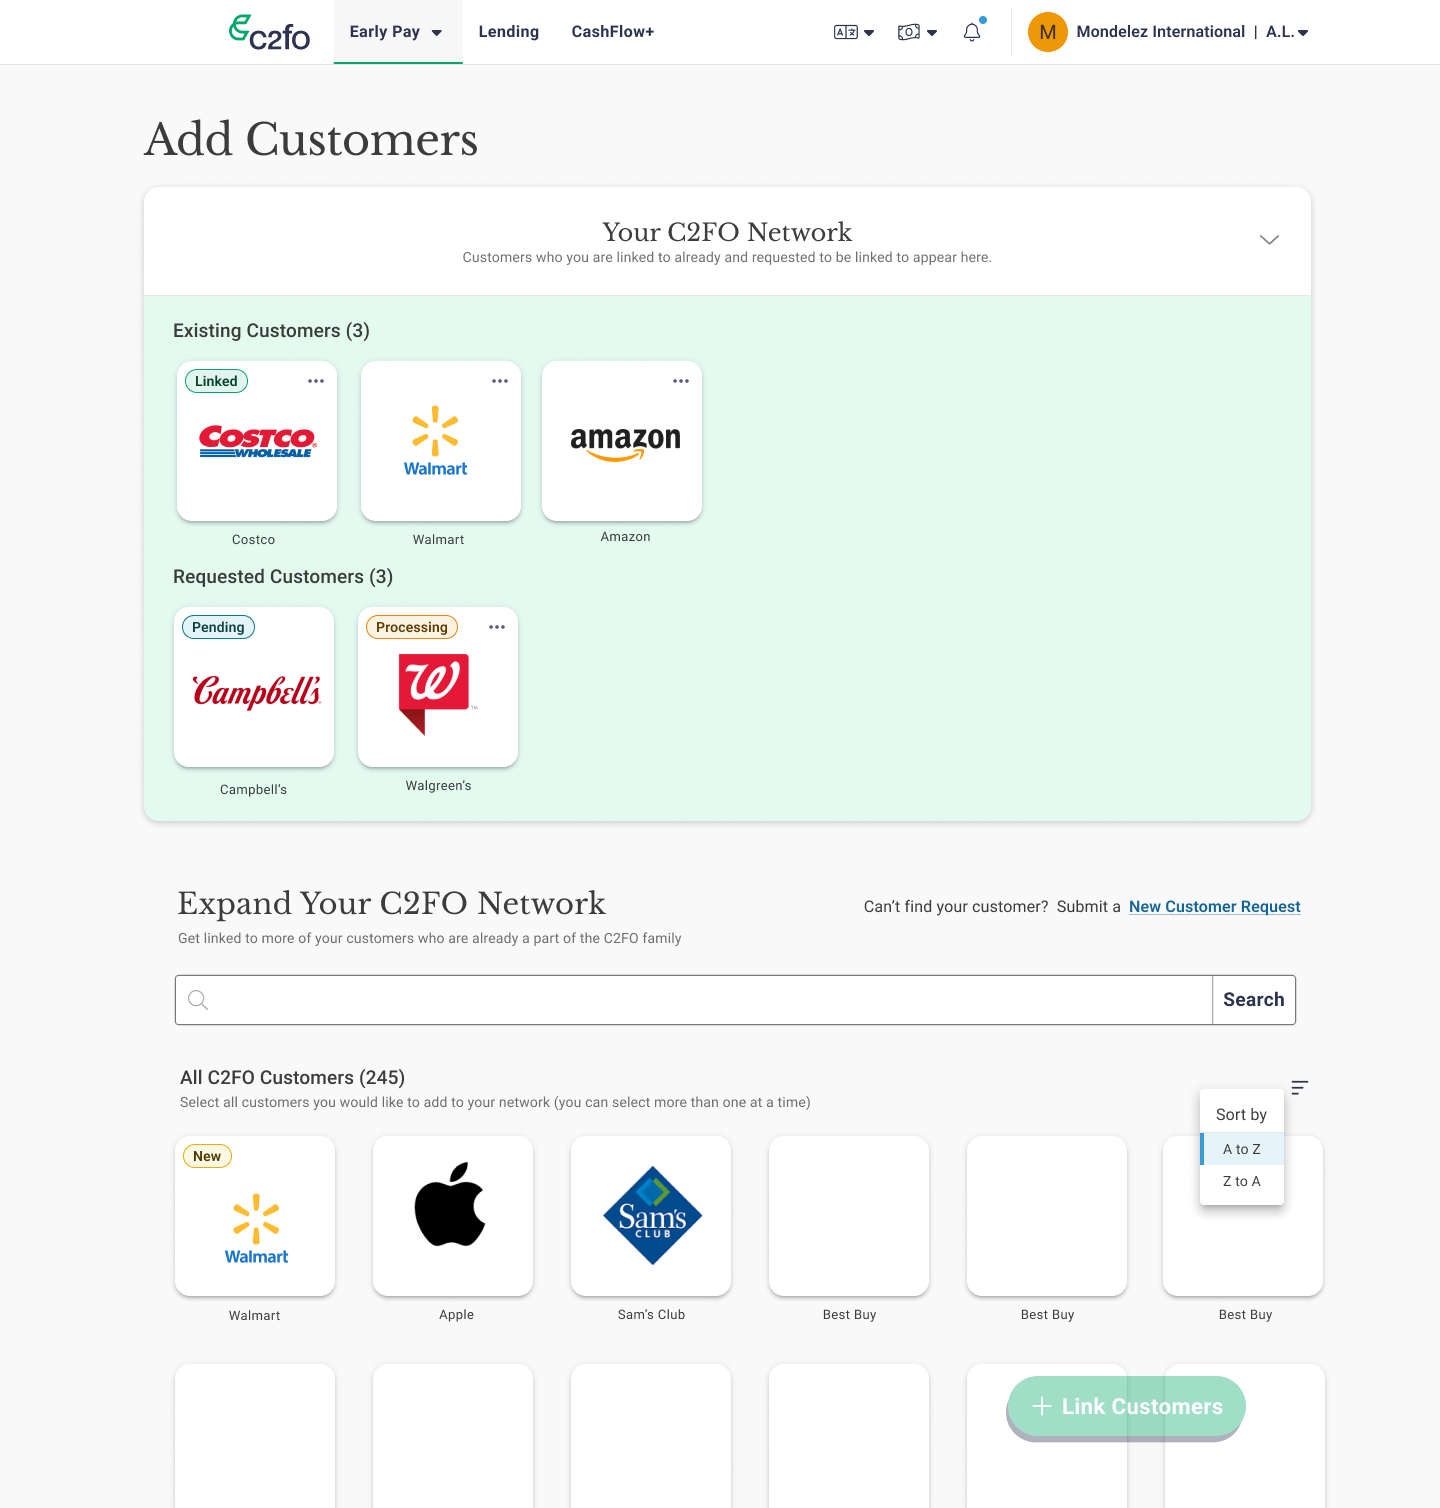 c2fo
Early Pay
Lending
CashFlow+
M
Mondelez International | A.L.
Add Customers
Your C2FO Network
Customers who you are linked to already and requested to be linked to appear here.
Existing Customers (3)
Linked
COSTCO
WHOLESALE
Walmart
amazon
Costco
Walmart
Amazon
Requested Customers (3)
Pending
Processing
Campbell's
W
Campbell’s
Walgreen’s
Expand Your C2FO Network
Can’t find your customer? Submit a New Customer Request
Get linked to more of your customers who are already a part of the C2FO family
Search
All C2FO Customers (245)
Select all customers you would like to add to your network (you can select more than one at a time)
Sort by
A to Z
Z to A
New
Walmart
Sam's
CLUB
Walmart
Apple
Sam’s Club
Best Buy
Best Buy
Best Buy
Link Customers